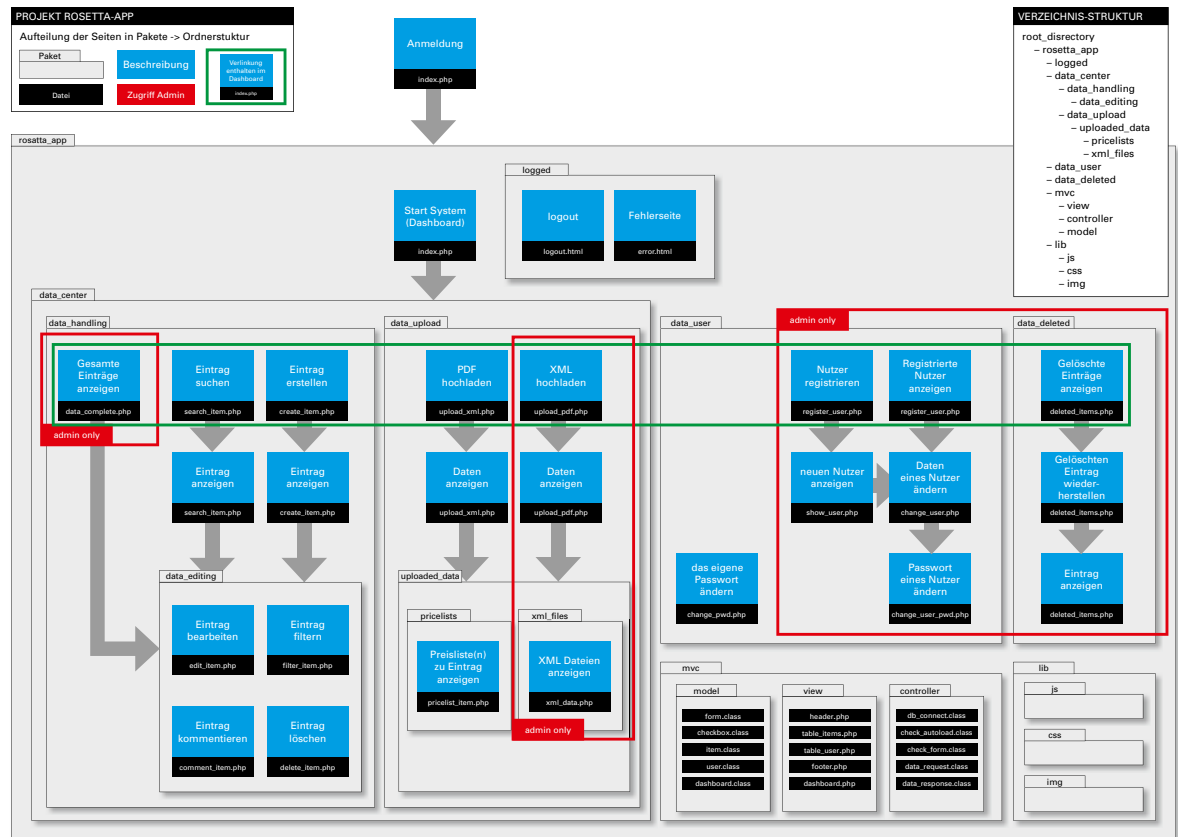 PROJEKT ROSETTA-APP
Aufteilung der Seiten in Pakete -> Ordnerstuktur
Paket
Beschreibung
Verlinkung
enthalten im
Dashboard
index.php
Datei
Zugriff Admin
Anmeldung
index.php
VERZEICHNIS-STRUKTUR
root_disrectory
– rosetta_app
– logged
– data_center
– data_handling
– data_editing
– data_upload
– uploaded_data
– pricelists
– xml_files
– data_user
– data_deleted
– mvc
– view
– controller
– model
– lib
– js
– css
– img
rosatta_app
Start System
(Dashboard)
index.php
logged
logout
logout.html
Fehlerseite
error.html
data_center
data_handling
Gesamte
Einträge
anzeigen
data_complete.php
admin only
Eintrag
suchen
search_item.php
Eintrag
erstellen
create_item.php
Eintrag
anzeigen
search_item.php
Eintrag
anzeigen
create_item.php
data_editing
Eintrag
bearbeiten
edit_item.php
Eintrag
filtern
filter_item.php
Eintrag
kommentieren
comment_item.php
Eintrag
löschen
delete_item.php
data_upload
PDF
hochladen
upload_xml.php
XML
hochladen
upload_pdf.php
Daten
anzeigen
upload_xml.php
Daten
anzeigen
upload_pdf.php
uploaded_data
pricelists
Preisliste(n)
zu Eintrag
anzeigen
pricelist_item.php
xml_files
XML Dateien
anzeigen
xml_data.php
admin only
data_user
admin only
Nutzer
registrieren
register_user.php
Registrierte
Nutzer
anzeigen
register_user.php
neuen Nutzer
anzeigen
show_user.php
Daten
eines Nutzer
ändern
change_user.php
das eigene
Passwort
ändern
change_pwd.php
Passwort
eines Nutzer
ändern
change_user_pwd.php
data_deleted
Gelöschte
Einträge
anzeigen
deleted_items.php
Gelöschten
Eintrag
wieder-
herstellen
deleted_items.php
Eintrag
anzeigen
deleted_items.php
mvc
model
form.class
checkbox.class
item.class
user.class
dashboard.class
view
header.php
table_items.php
table_user.php
footer.php
dashboard.php
controller
db_connect.class
check_autoload.class
check_form.class
data_request.class
data_response.class
lib
js
css
img